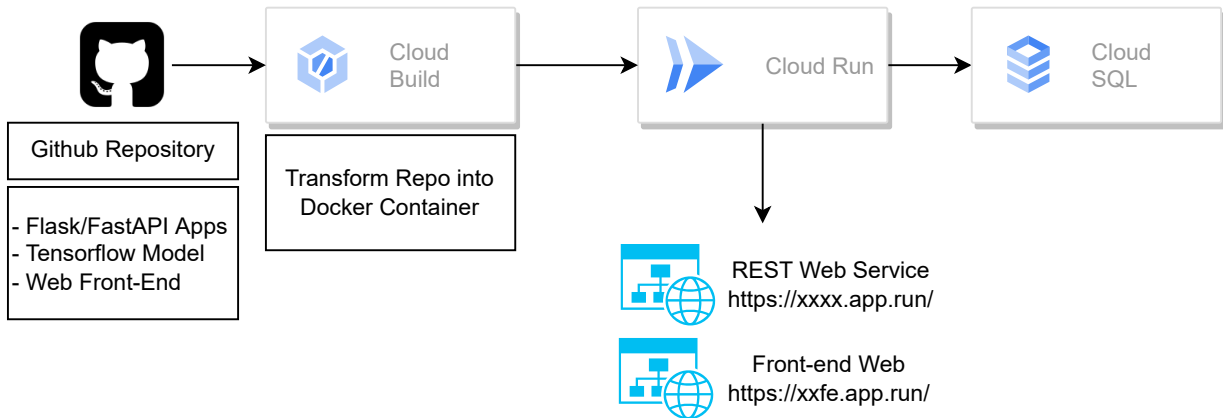 Cloud
Build
Cloud Run
Cloud
SQL
Github Repository
Transform Repo into
Docker Container
- Flask/FastAPI Apps
- Tensorflow Model
- Web Front-End
REST Web Service
https://xxxx.app.run/
Front-end Web
https://xxfe.app.run/